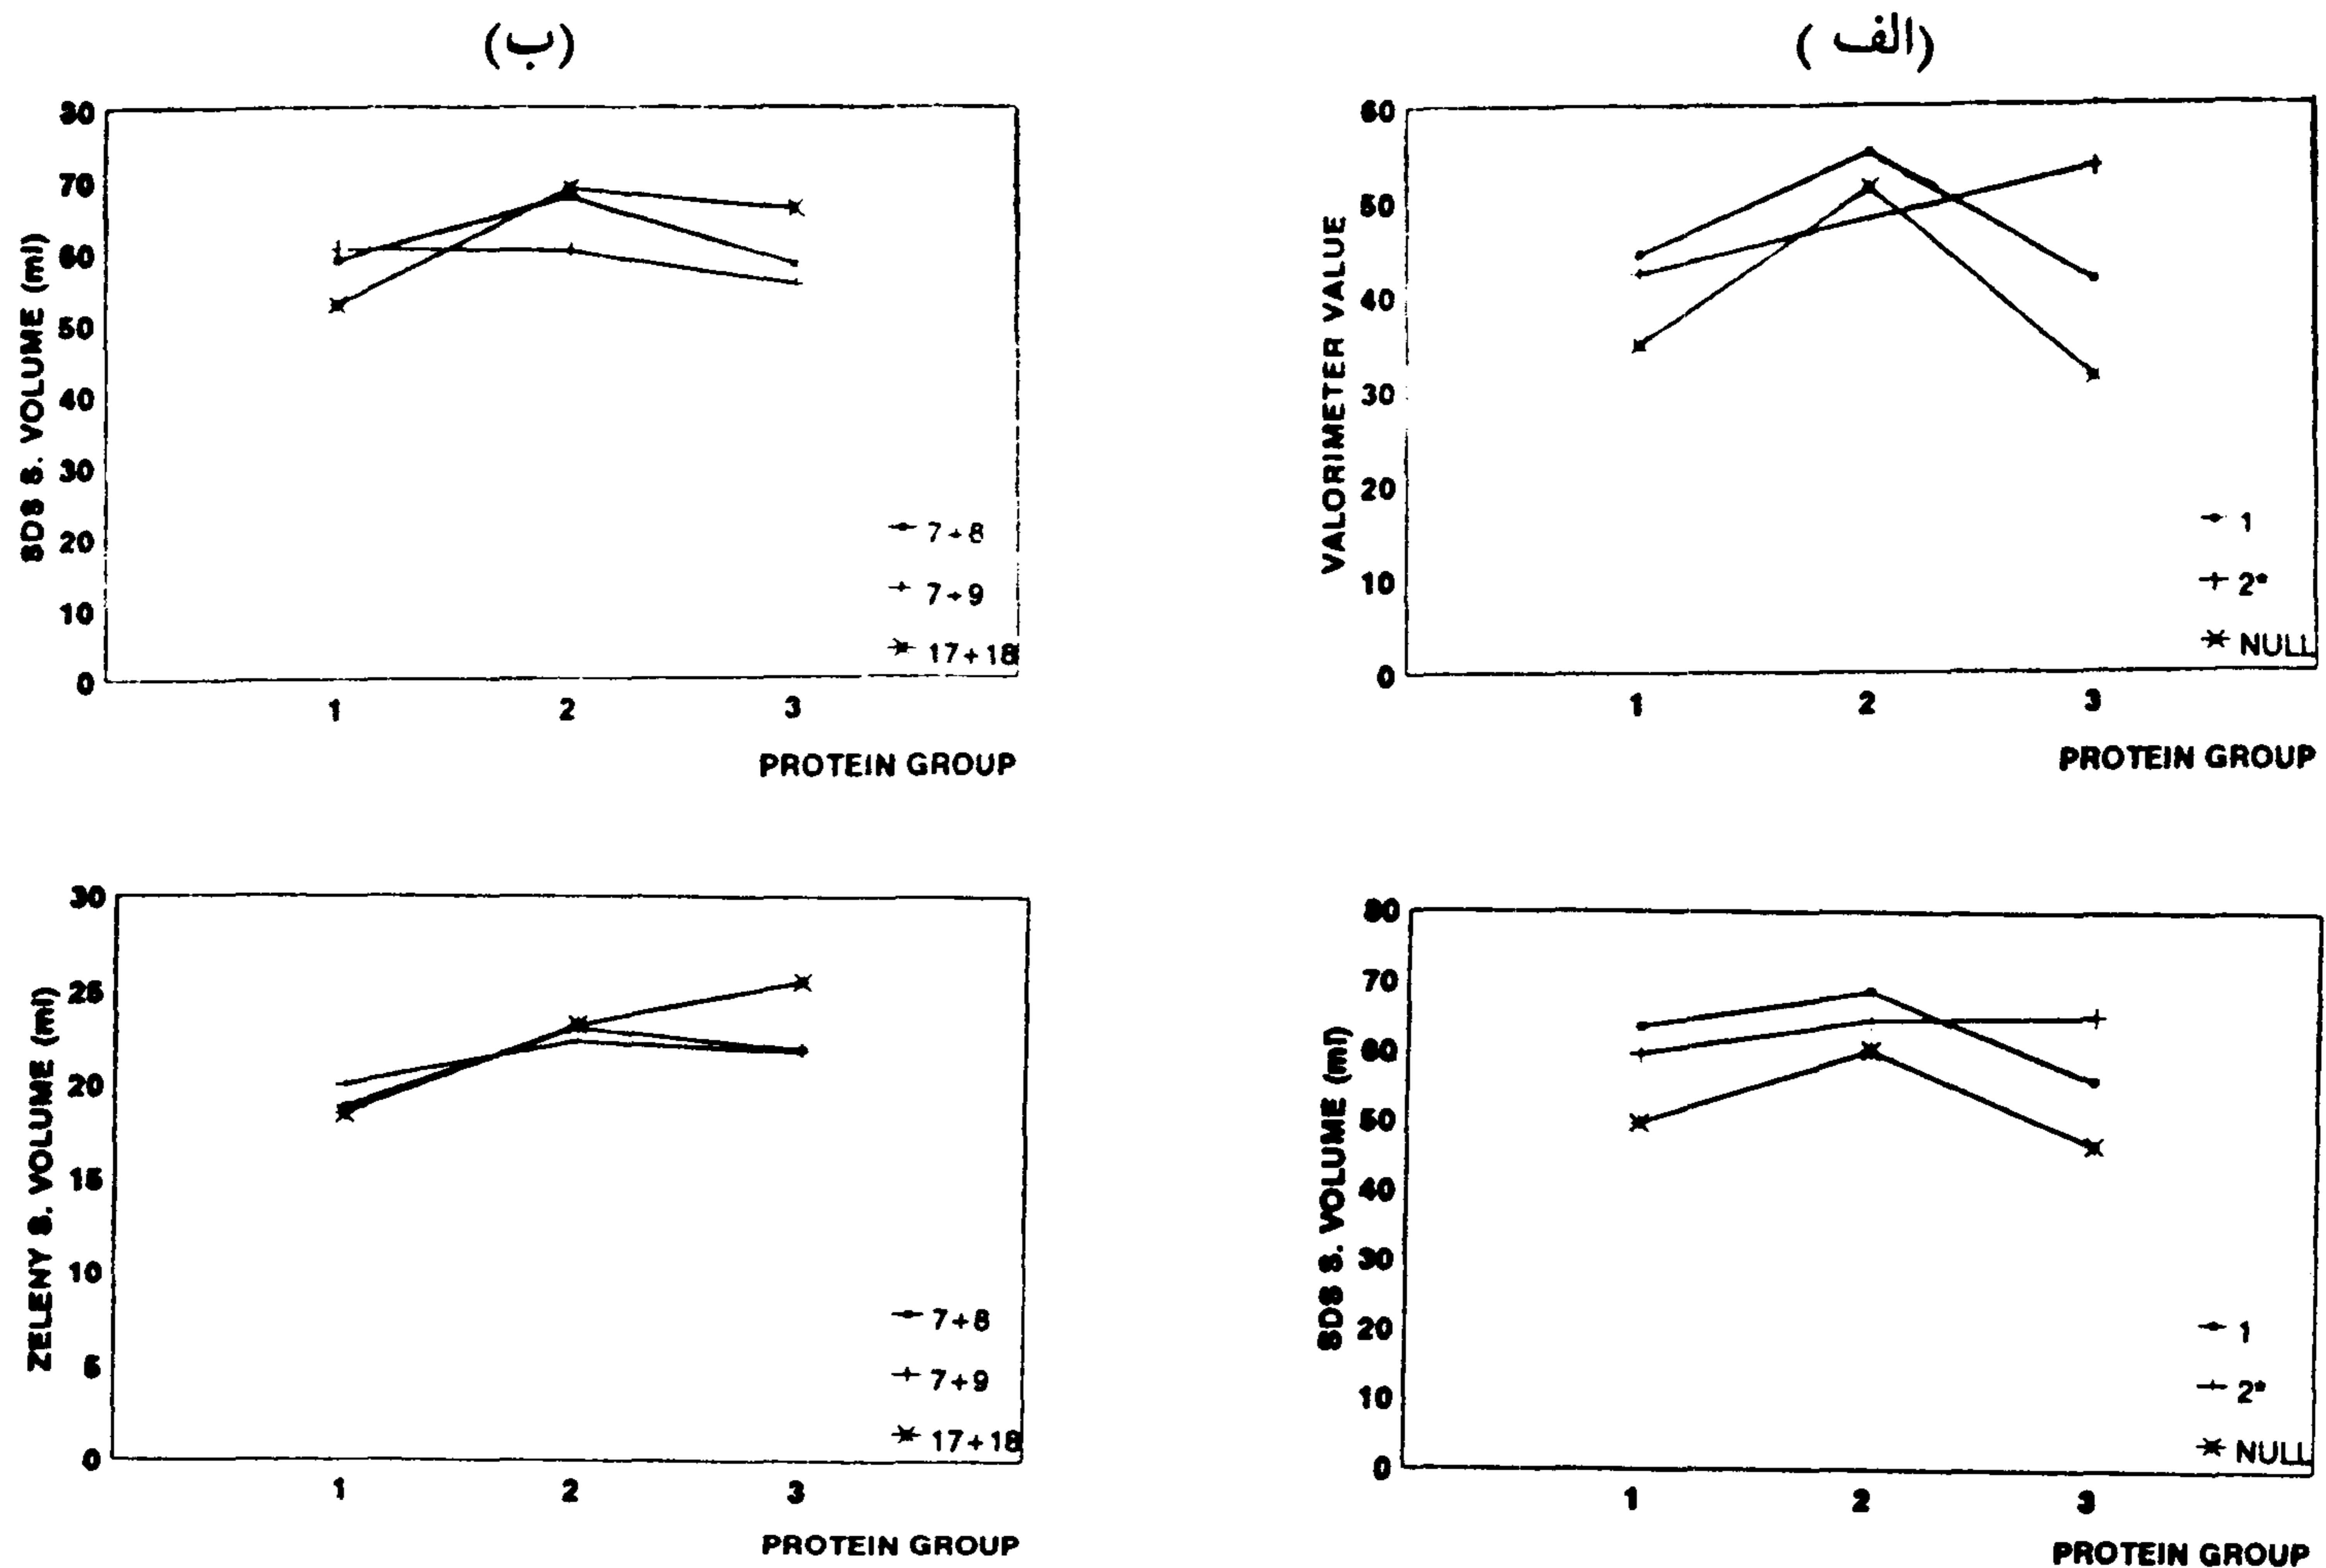 (ب)
(الف)
80
70
60
50
40
30
20
10
0
SDS S. VOLUME (ml)
7+8
7+9
17+18
1 2 3
PROTEIN GROUP
60
50
40
30
20
10
0
VALORIMETER VALUE
1
2*
NULL
1 2 3
PROTEIN GROUP
30
25
20
15
10
5
0
ZELENY S. VOLUME (ml)
7+8
7+9
17+18
1 2 3
PROTEIN GROUP
80
70
60
50
40
30
20
10
0
SDS S. VOLUME (ml)
1
2*
NULL
1 2 3
PROTEIN GROUP